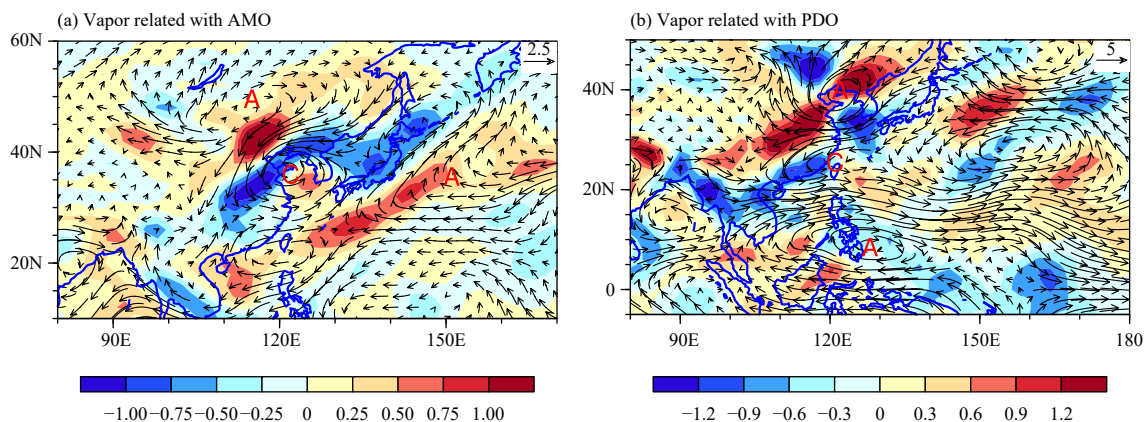 (a) Vapor related with AMO
60N
40N
20N
90E 120E 150E
2.5
A
C
A
−1.00 −0.75 −0.50 −0.25 0 0.25 0.50 0.75 1.00
(b) Vapor related with PDO
40N
20N
0
90E 120E 150E 180
5
A
C
A
−1.2 −0.9 −0.6 −0.3 0 0.3 0.6 0.9 1.2